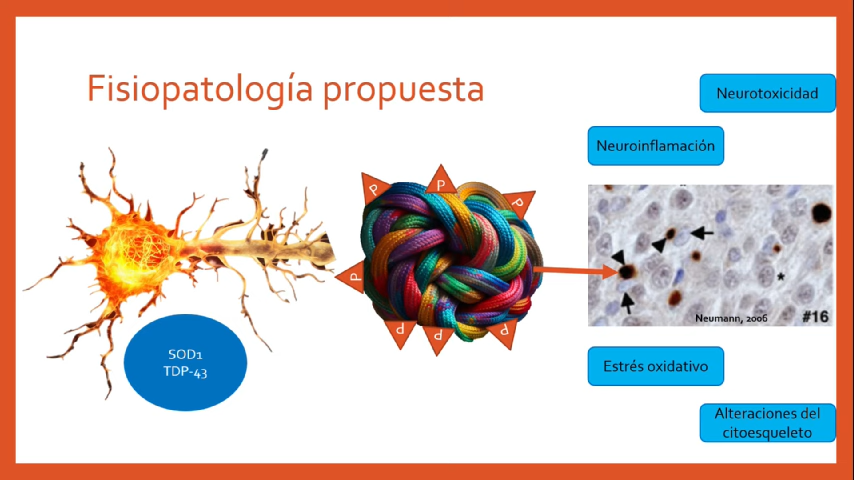 Fisiopatología propuesta
Neurotoxicidad
Neuroinflamación
P
P
P
P
P
P
P
SOD1
TDP-43
Neumann, 2006
#16
Estrés oxidativo
Alteraciones del
citoesqueleto